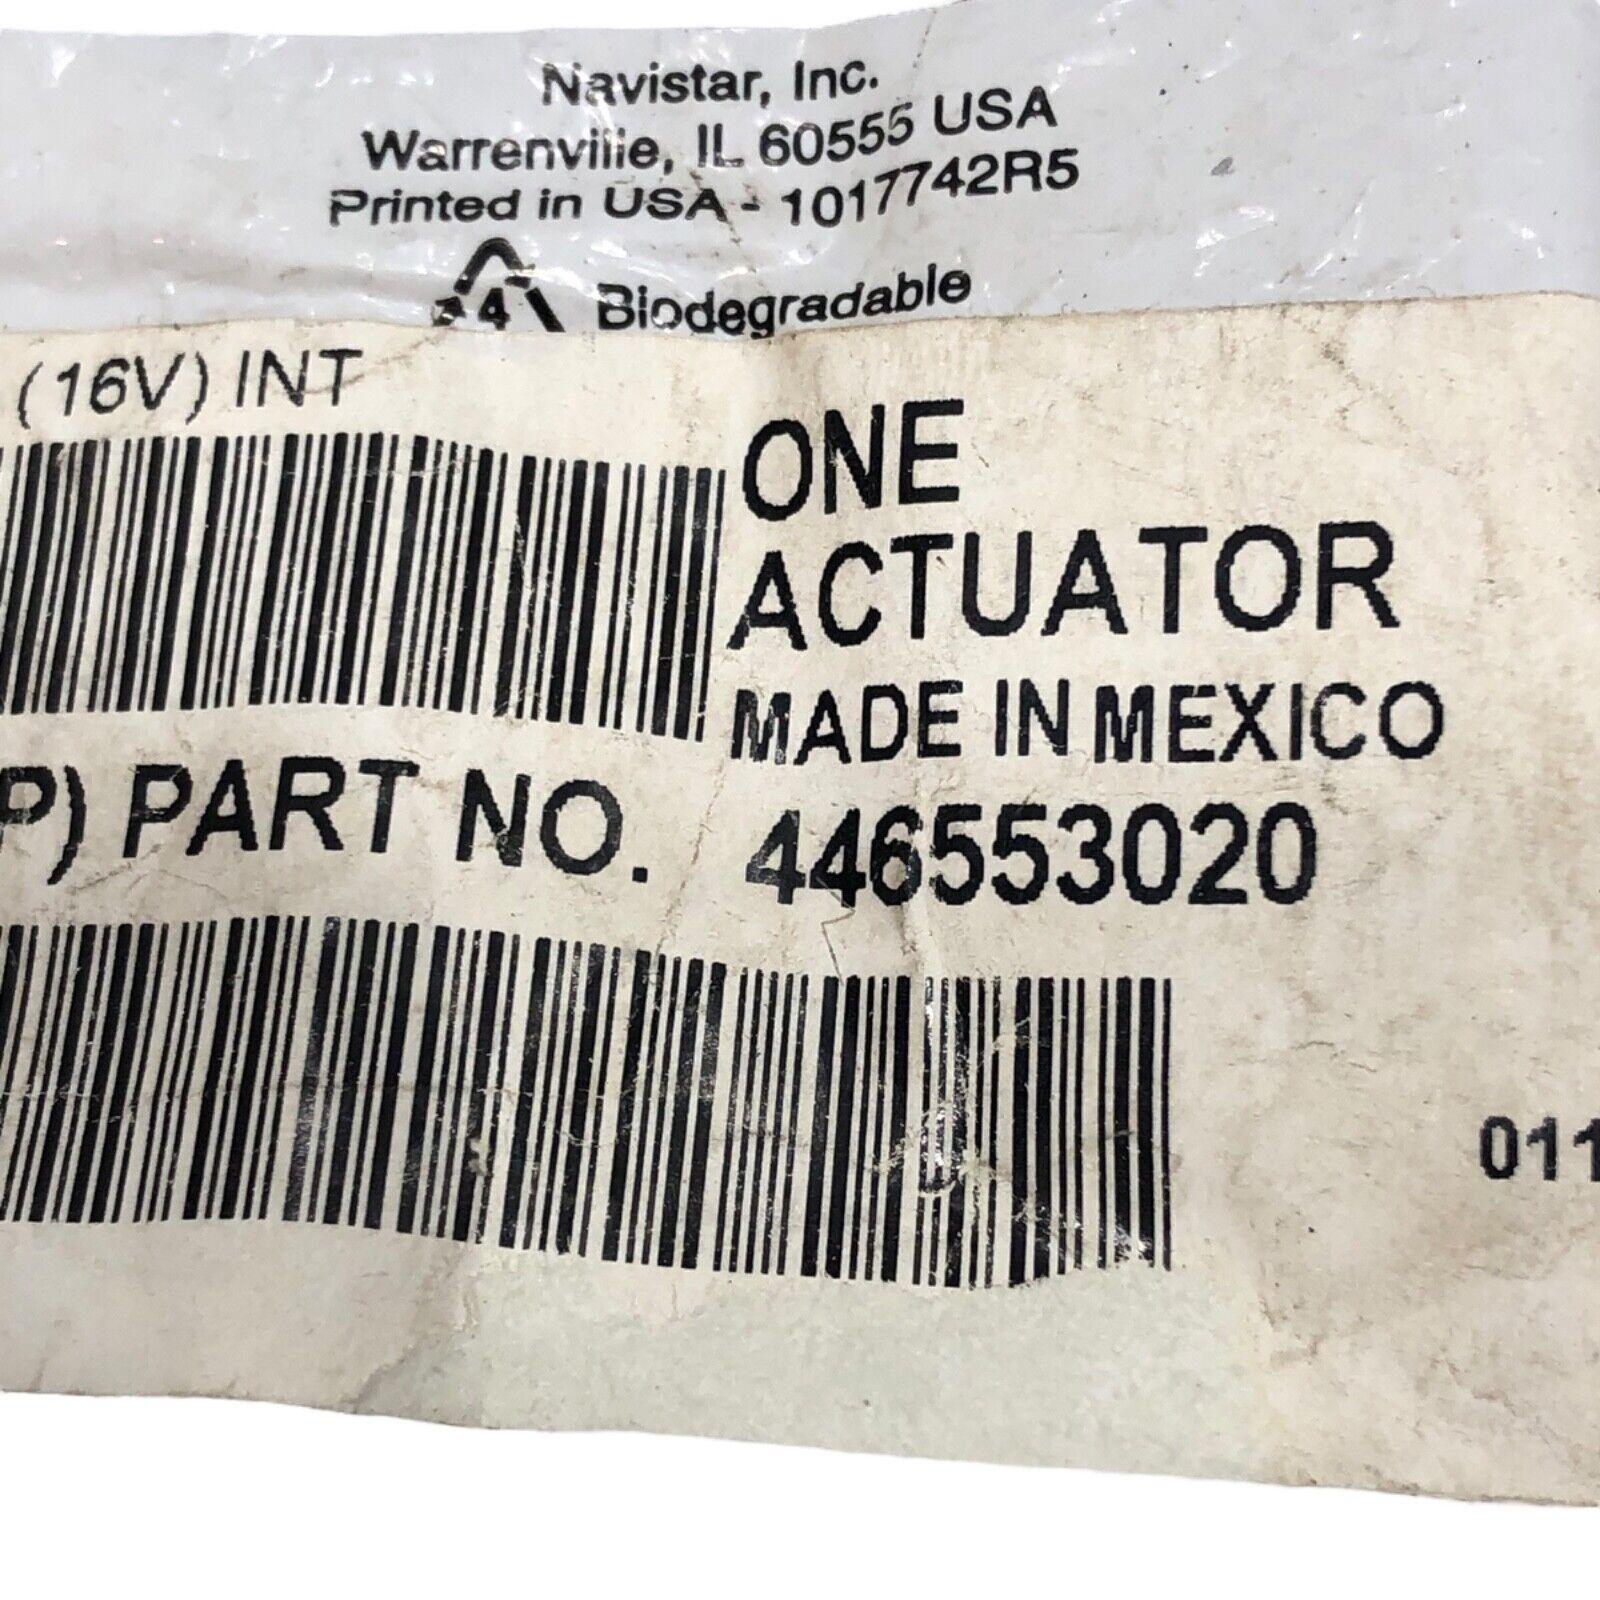 Navistar, Inc.
Warrenville, IL 60555 USA
Printed in USA - 1017742R5
4 Biodegradable
(16V) INT
ONE
ACTUATOR
MADE IN MEXICO
P) PART NO. 446553020
011